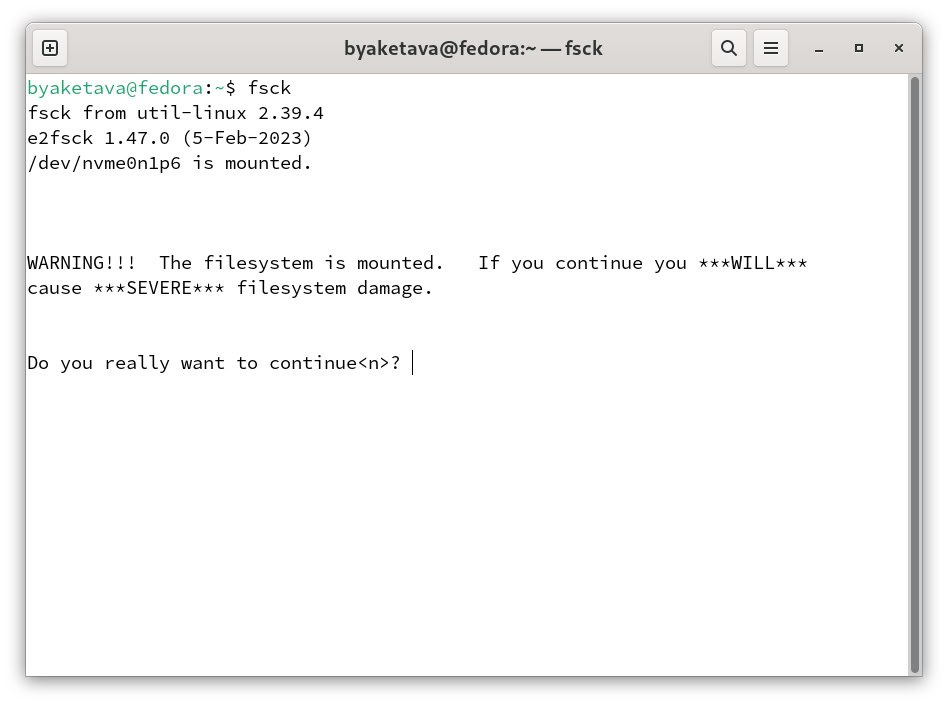 byaketava@fedora:~ — fsck
byaketava@fedora:~$ fsck
fsck from util-linux 2.39.4
e2fsck 1.47.0 (5-Feb-2023)
/dev/nvme0n1p6 is mounted.
WARNING!!!  The filesystem is mounted.   If you continue you ***WILL***
cause ***SEVERE*** filesystem damage.
Do you really want to continue<n>?